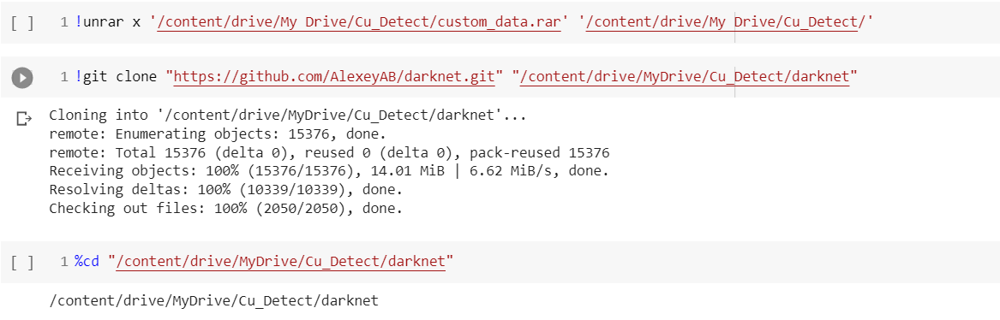 [ ] 1 !unrar x '/content/drive/My Drive/Cu_Detect/custom_data.rar' '/content/drive/My Drive/Cu_Detect/'
1 !git clone "https://github.com/AlexeyAB/darknet.git" "/content/drive/MyDrive/Cu_Detect/darknet"
Cloning into '/content/drive/MyDrive/Cu_Detect/darknet'...
remote: Enumerating objects: 15376, done.
remote: Total 15376 (delta 0), reused 0 (delta 0), pack-reused 15376
Receiving objects: 100% (15376/15376), 14.01 MiB | 6.62 MiB/s, done.
Resolving deltas: 100% (10339/10339), done.
Checking out files: 100% (2050/2050), done.
[ ] 1 %cd "/content/drive/MyDrive/Cu_Detect/darknet"
/content/drive/MyDrive/Cu_Detect/darknet